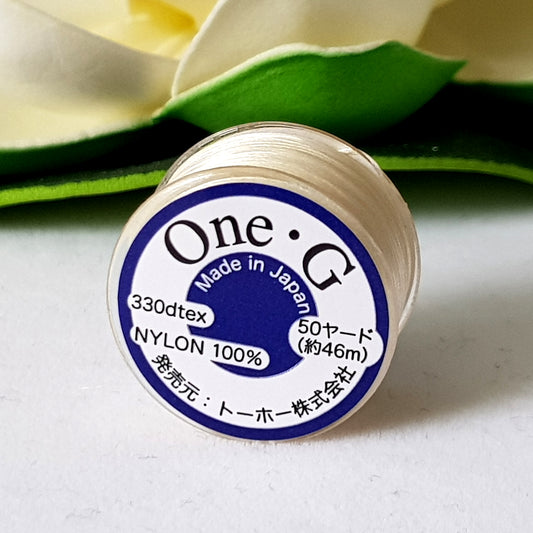 One・G
Made in Japan
330dtex
NYLON 100%
50ヤード
(約46m)
発売元：トーホー株式会社